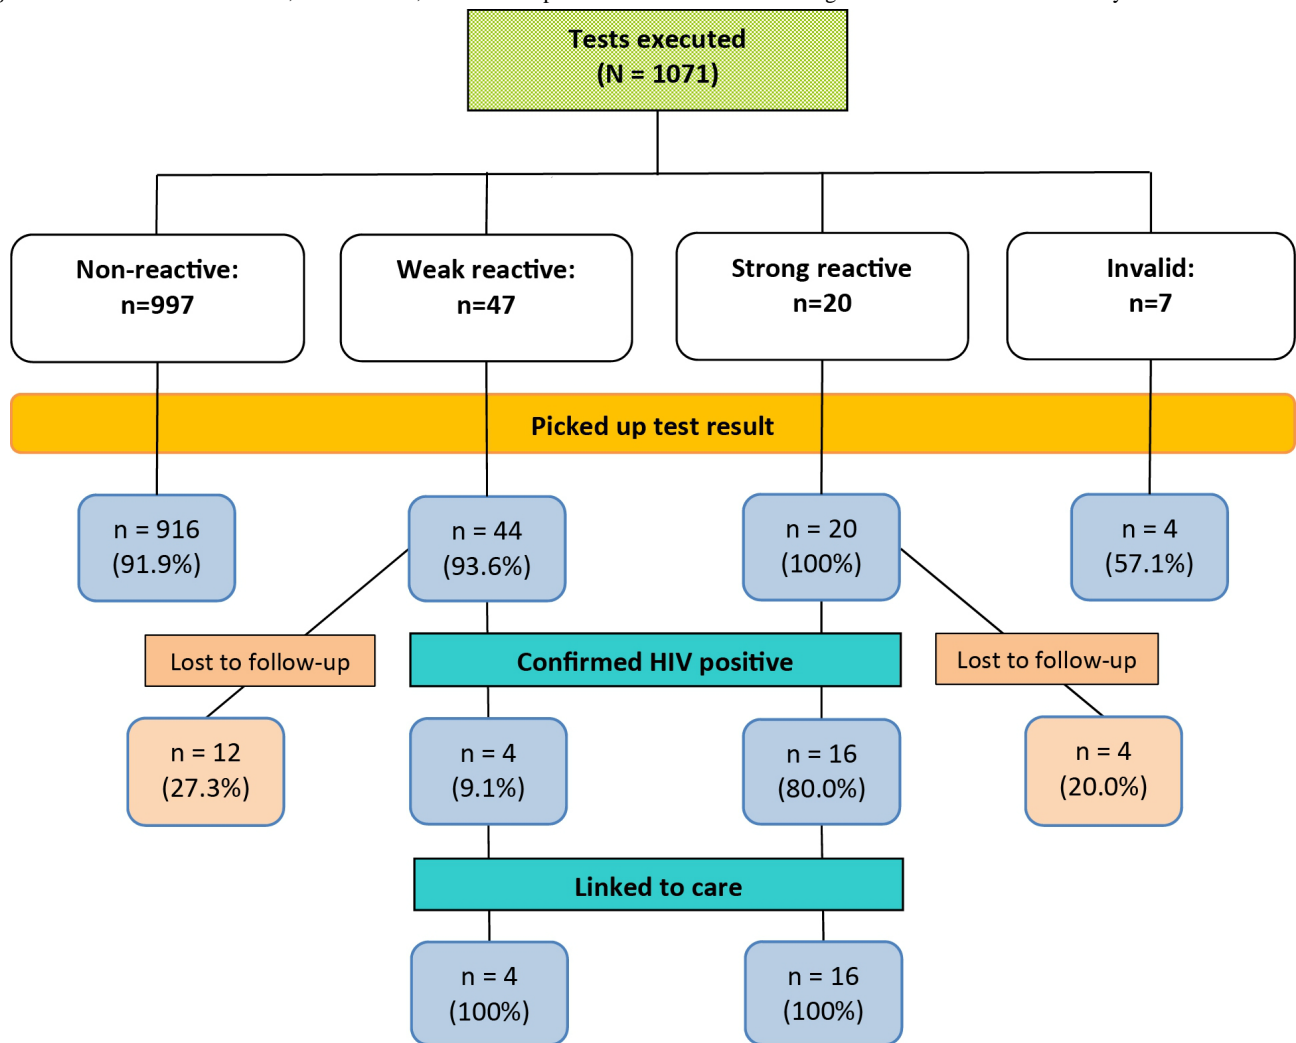 Tests executed
(N = 1071)
Non-reactive:
n=997
Weak reactive:
n=47
Strong reactive
n=20
Invalid:
n=7
Picked up test result
n = 916
(91.9%)
n = 44
(93.6%)
n = 20
(100%)
n = 4
(57.1%)
Lost to follow-up
Confirmed HIV positive
Lost to follow-up
n = 12
(27.3%)
n = 4
(9.1%)
n = 16
(80.0%)
n = 4
(20.0%)
Linked to care
n = 4
(100%)
n = 16
(100%)